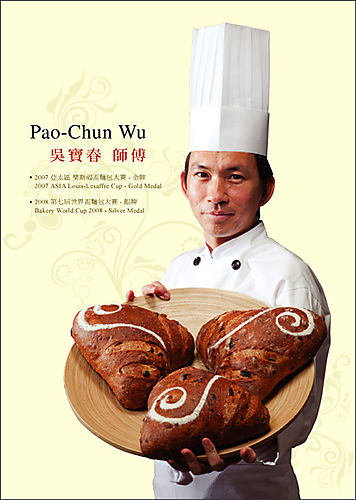 Pao-Chun Wu
吳寶春 師傅
• 2007 亞太區 樂斯福盃麵包大賽 - 金牌
2007 ASIA Louis-Lesaffre Cup - Gold Medal
• 2008 第七屆世界盃麵包大賽 - 銀牌
Bakery World Cup 2008 - Silver Medal